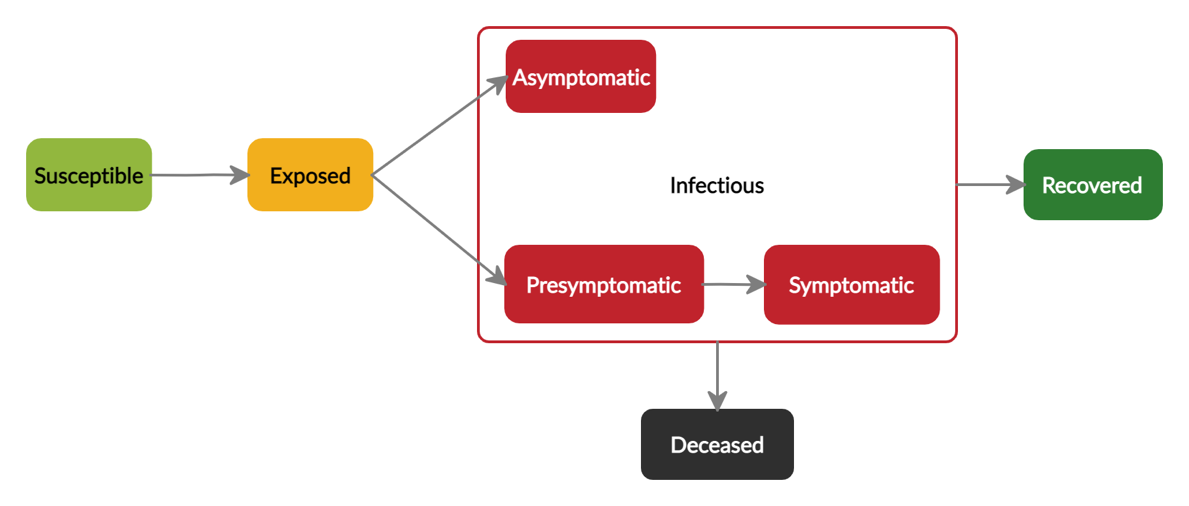 Susceptible
Exposed
Asymptomatic
Infectious
Presymptomatic
Symptomatic
Recovered
Deceased